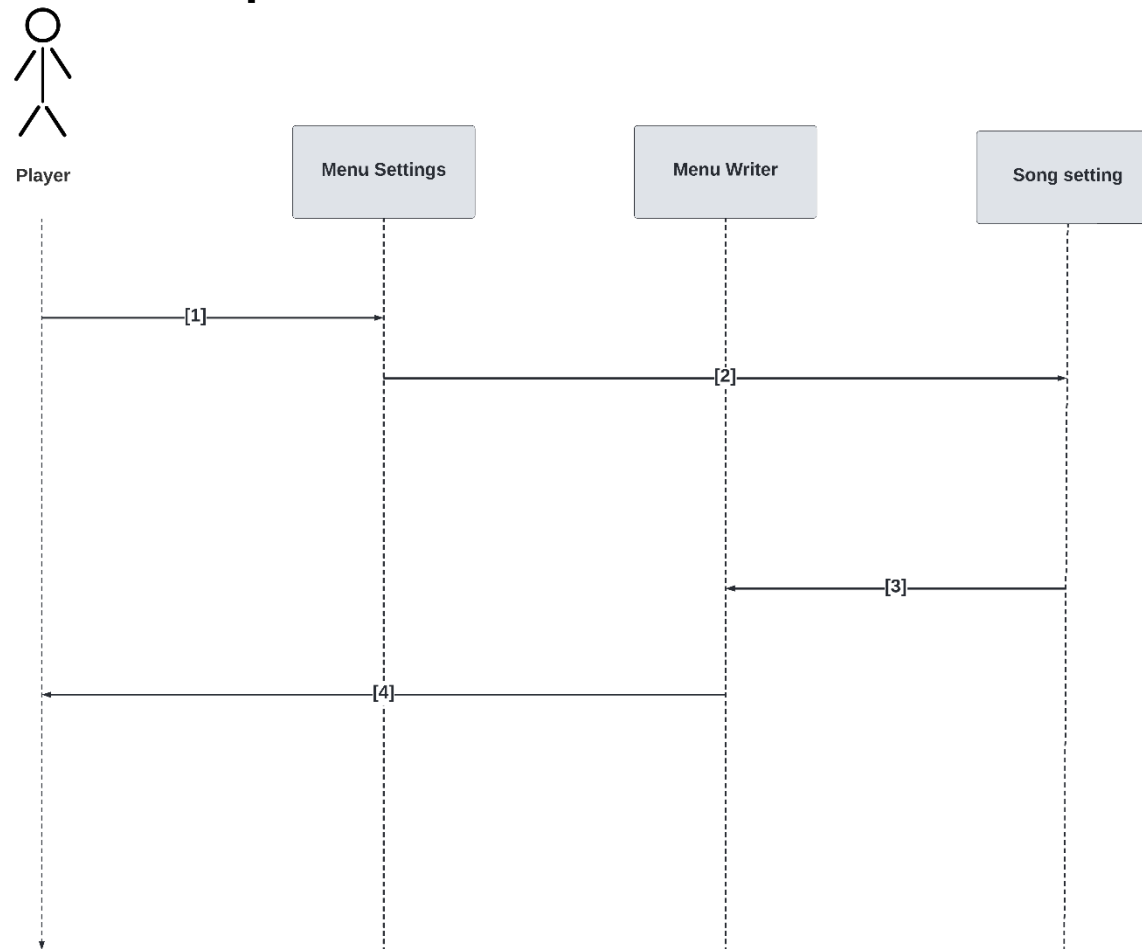 Player
Menu Settings
Menu Writer
Song setting
[1]
[2]
[3]
[4]